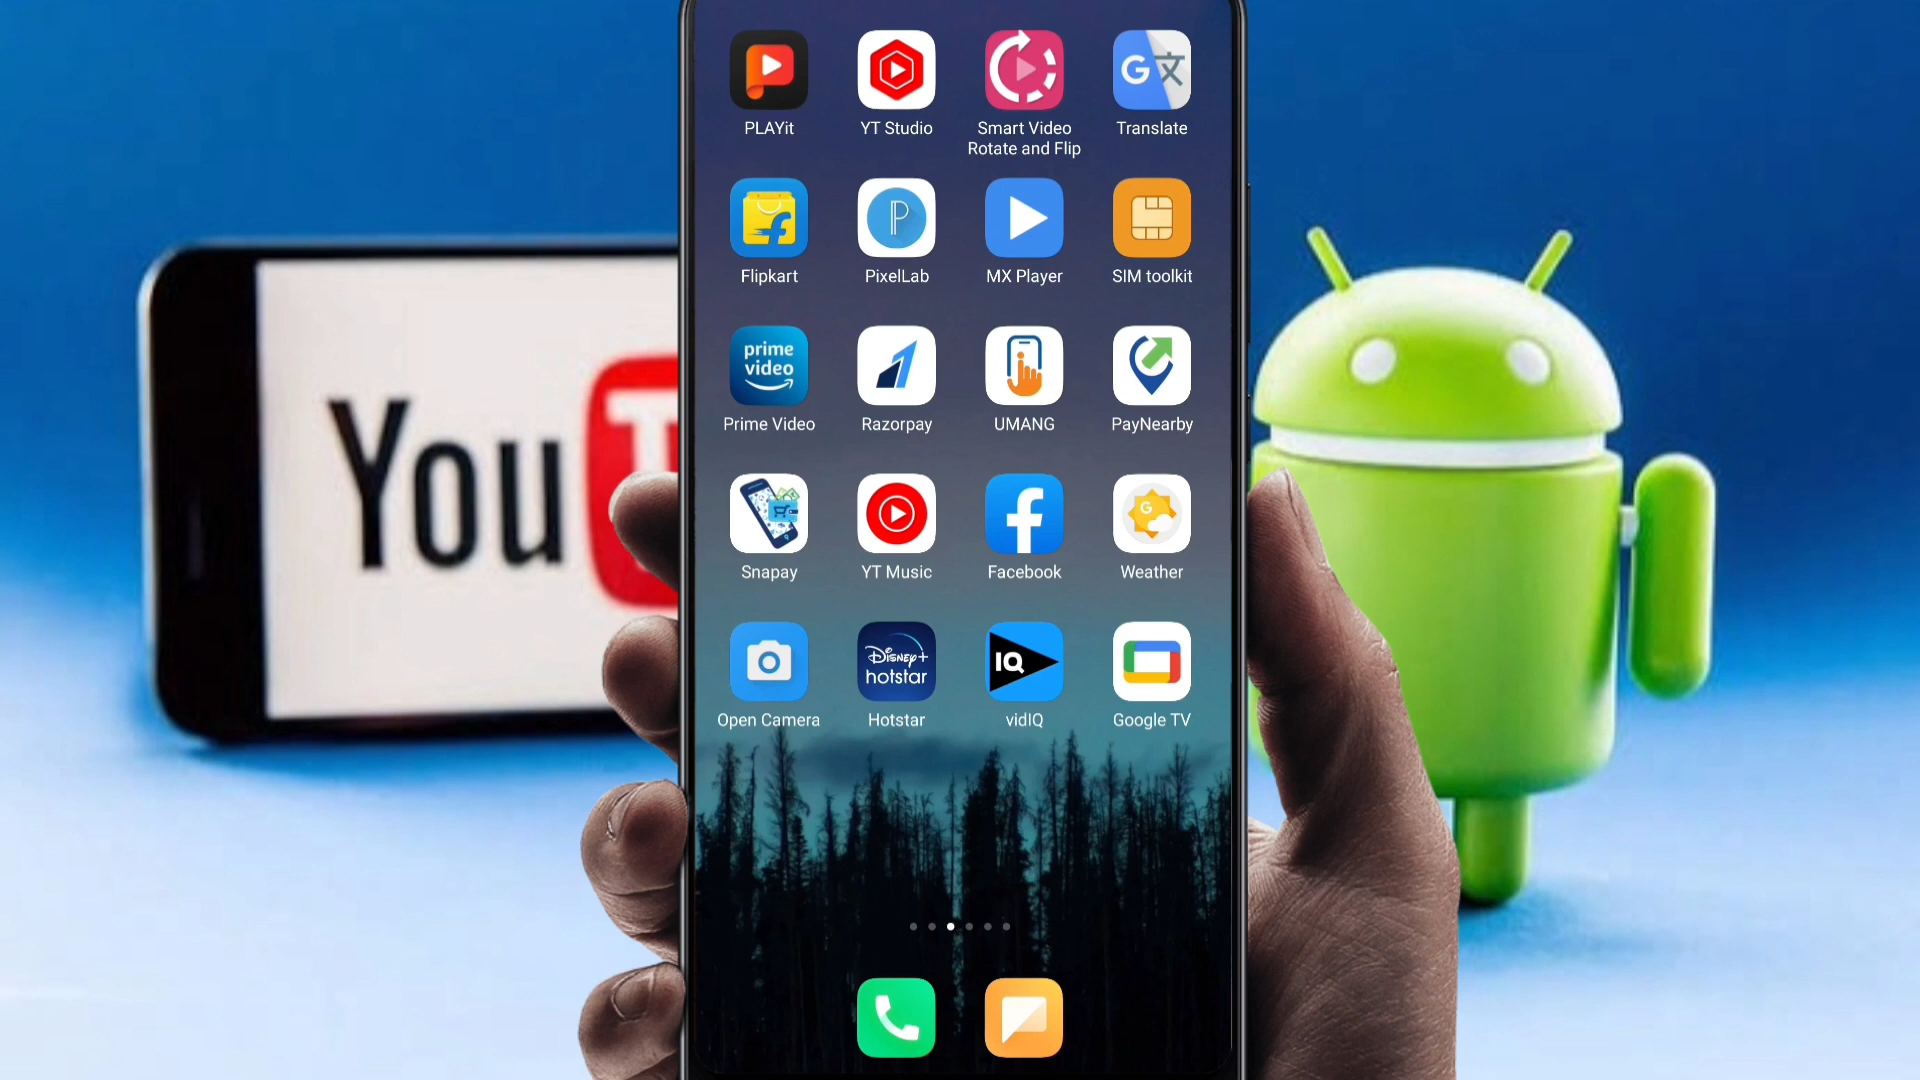 PLAYit
YT Studio
Smart Video
Rotate and Flip
Translate
G 文
Flipkart
PixelLab
MX Player
SIM toolkit
P
prime
video
Prime Video
Razorpay
UMANG
PayNearby
Snapay
YT Music
Facebook
Weather
G
Disney+
hotstar
IQ
Open Camera
Hotstar
vidIQ
Google TV
You